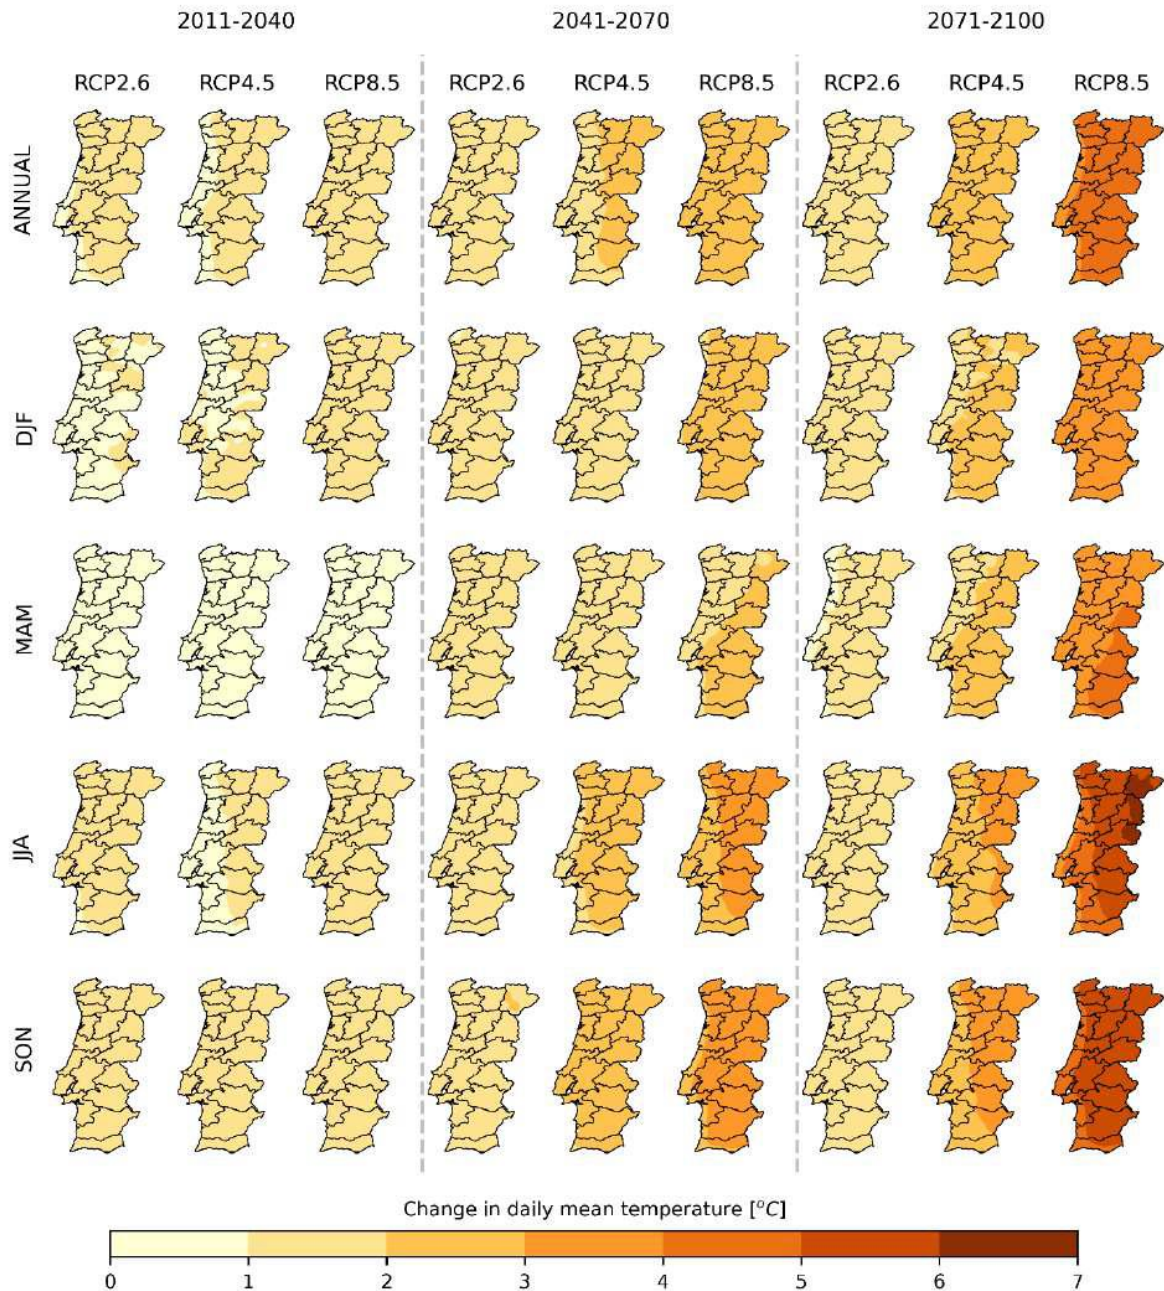 2011-2040 2041-2070 2071-2100
RCP2.6 RCP4.5 RCP8.5 RCP2.6 RCP4.5 RCP8.5 RCP2.6 RCP4.5 RCP8.5
ANNUAL
DJF
MAM
JJA
SON
Change in daily mean temperature [°C]
0 1 2 3 4 5 6 7